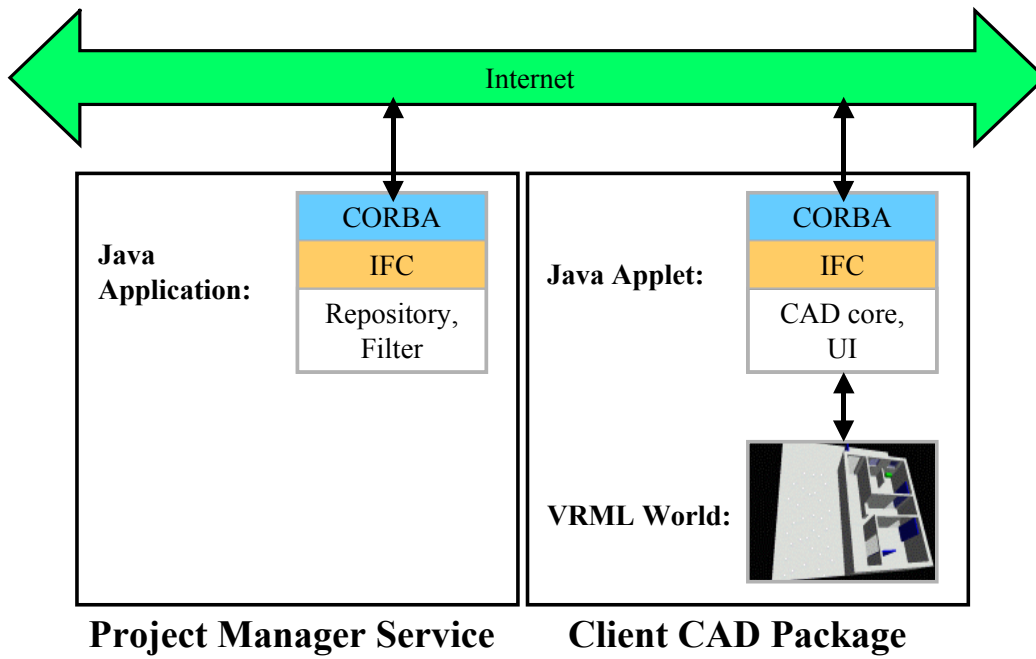 Internet
Java
Application:
CORBA
IFC
Repository,
Filter
Java Applet:
CORBA
IFC
CAD core,
UI
VRML World:
Project Manager Service
Client CAD Package